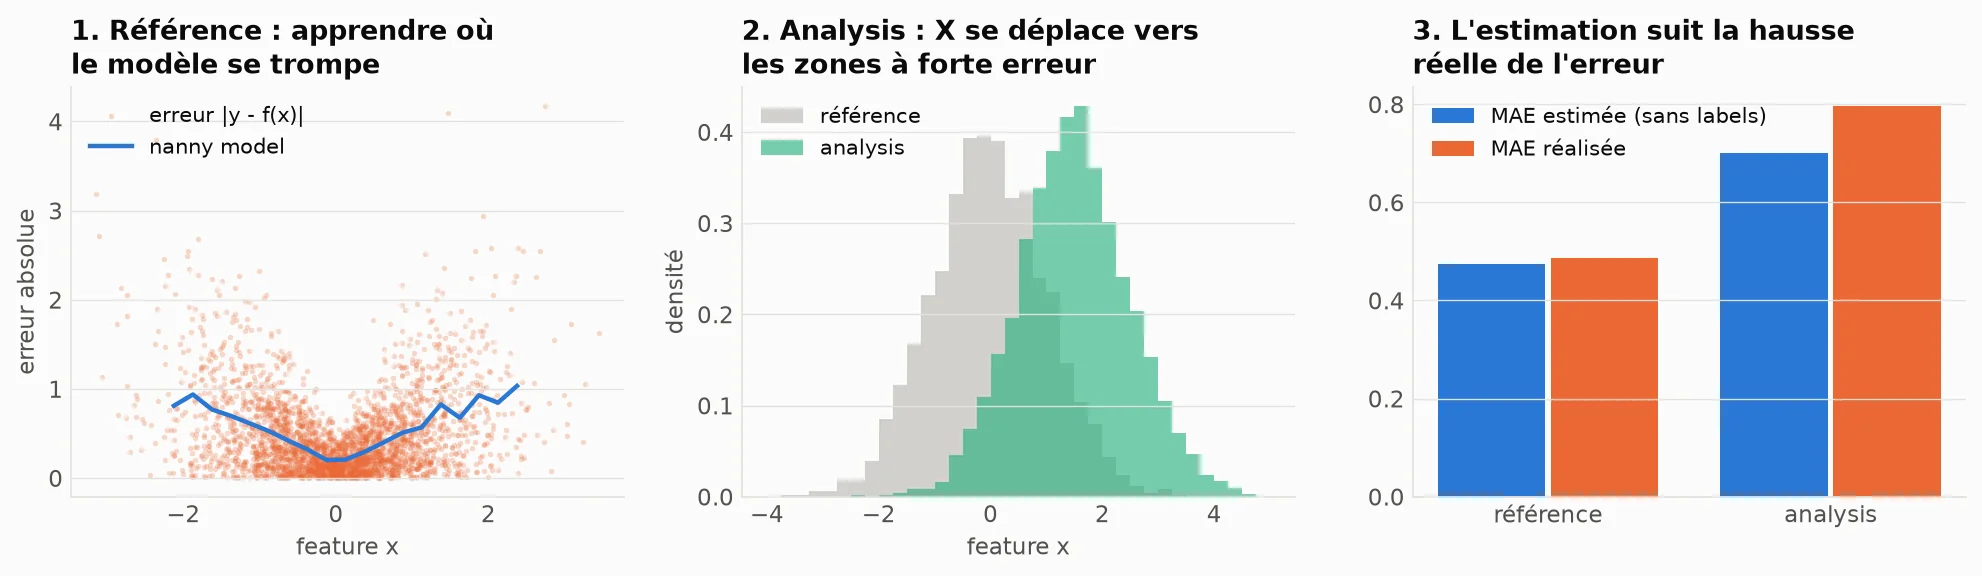 1. Référence : apprendre où
le modèle se trompe
erreur |y - f(x)|
nanny model
4
3
2
1
0
erreur absolue
−2
0
2
feature x
2. Analysis : X se déplace vers
les zones à forte erreur
référence
analysis
0.4
0.3
0.2
0.1
0.0
densité
−4
−2
0
2
4
feature x
3. L'estimation suit la hausse
réelle de l'erreur
MAE estimée (sans labels)
MAE réalisée
0.8
0.6
0.4
0.2
0.0
référence
analysis